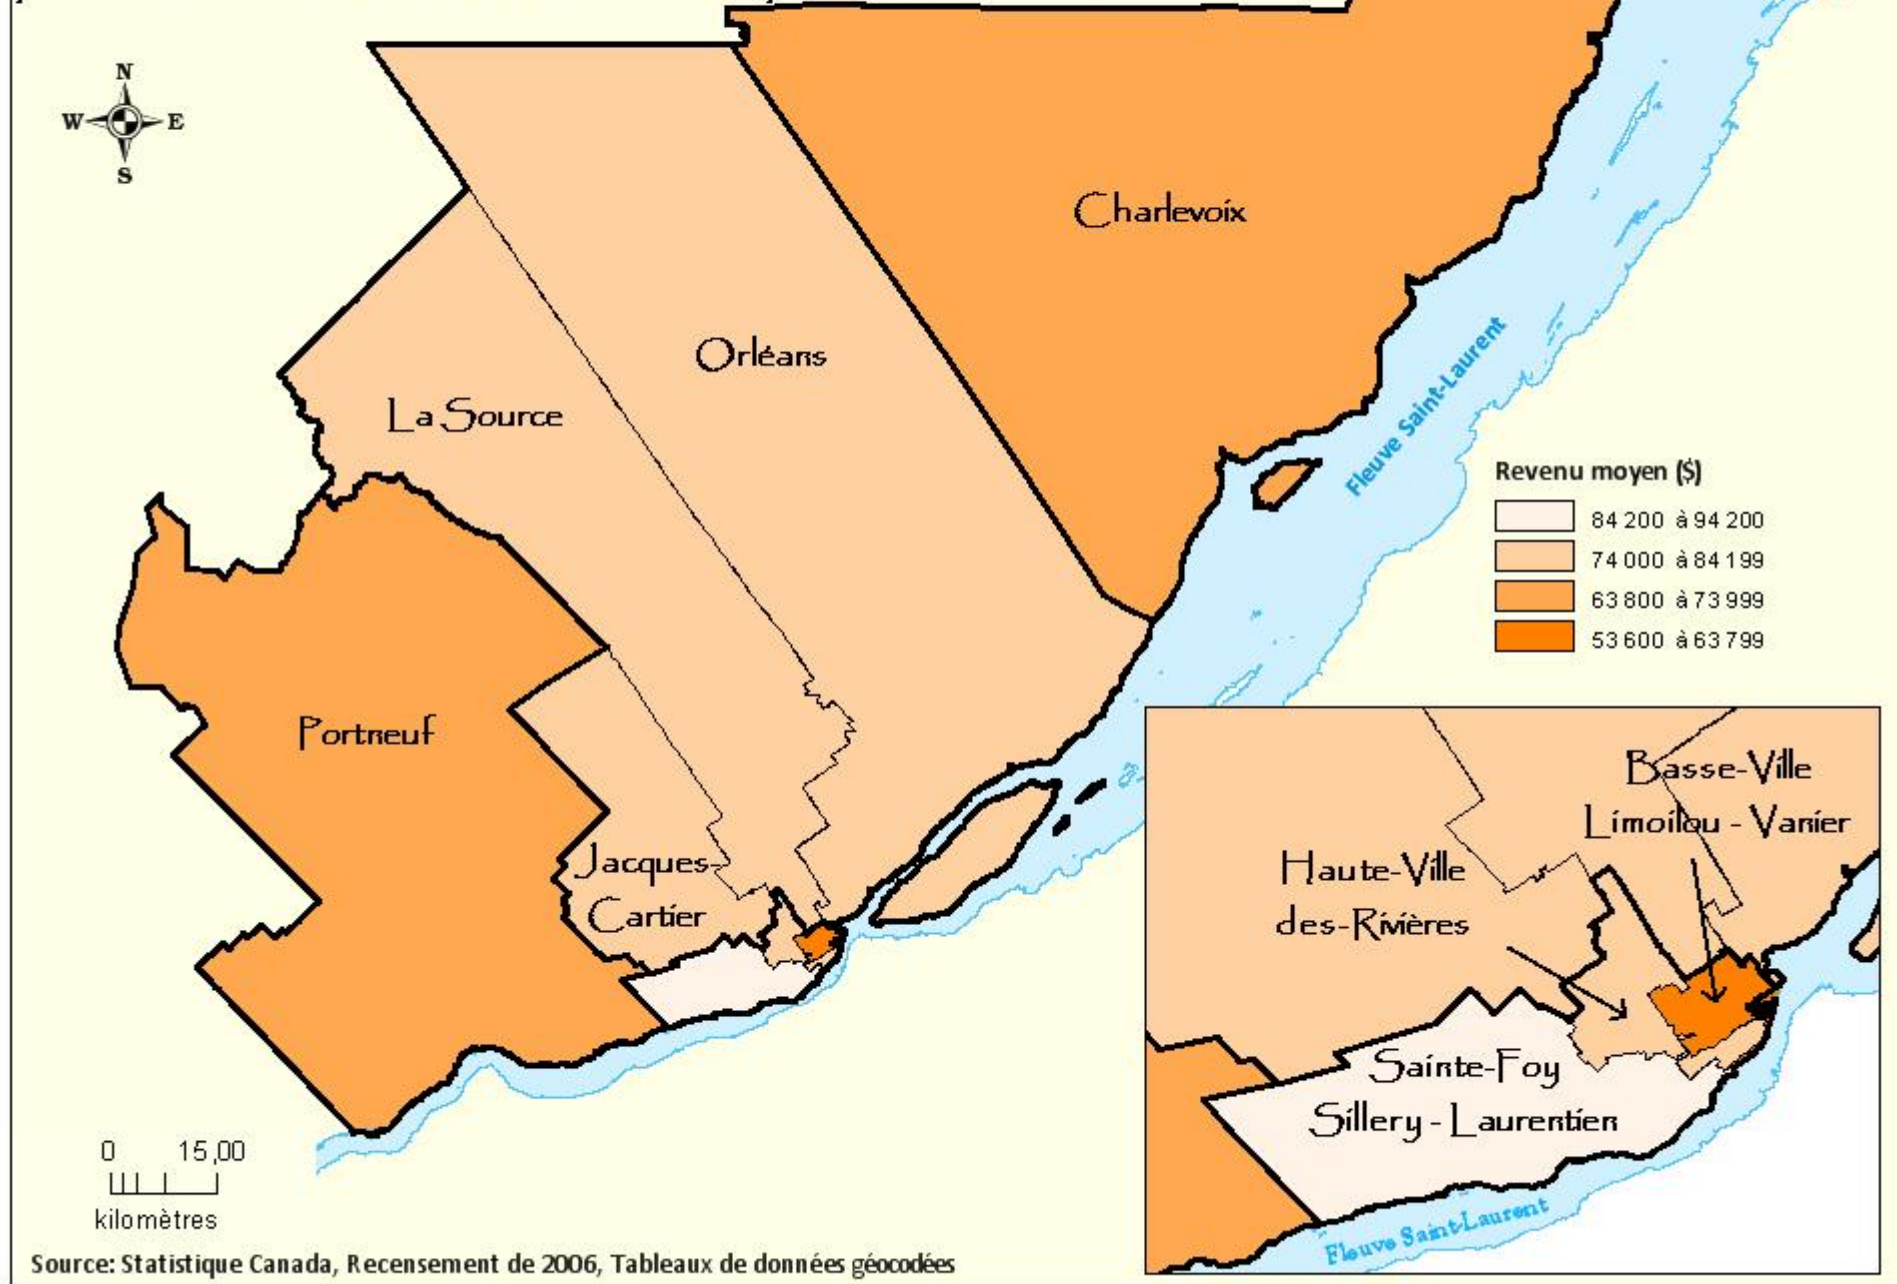 N
W E
S
Charlevoix
Orléans
La Source
Fleuve Saint-Laurent
Revenu moyen ($)
84 200 à 94 200
74 000 à 84 199
63 800 à 73 999
53 600 à 63 799
Portneuf
Jacques-
Cartier
Basse-Ville
Limoilou - Vanier
Haute-Ville
des-Rivières
Sainte-Foy
Sillery - Laurentien
Fleuve Saint-Laurent
0 15,00
kilomètres
Source: Statistique Canada, Recensement de 2006, Tableaux de données géocodées